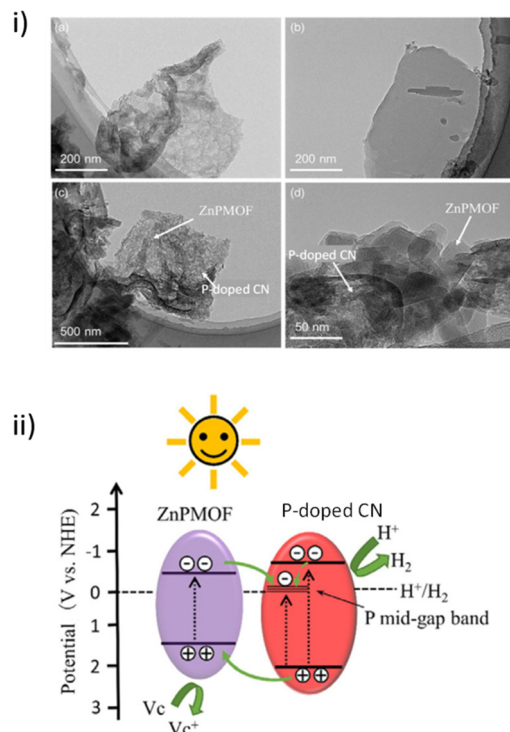 i)
(a)
200 nm
(b)
200 nm
(c)
ZnPMOF
P-doped CN
500 nm
(d)
ZnPMOF
P-doped CN
50 nm
ii)
Potential (V vs. NHE)
2
-1
0
1
2
3
ZnPMOF
P-doped CN
H⁺
H₂
H⁺/H₂
P mid-gap band
Vc
Vc⁺